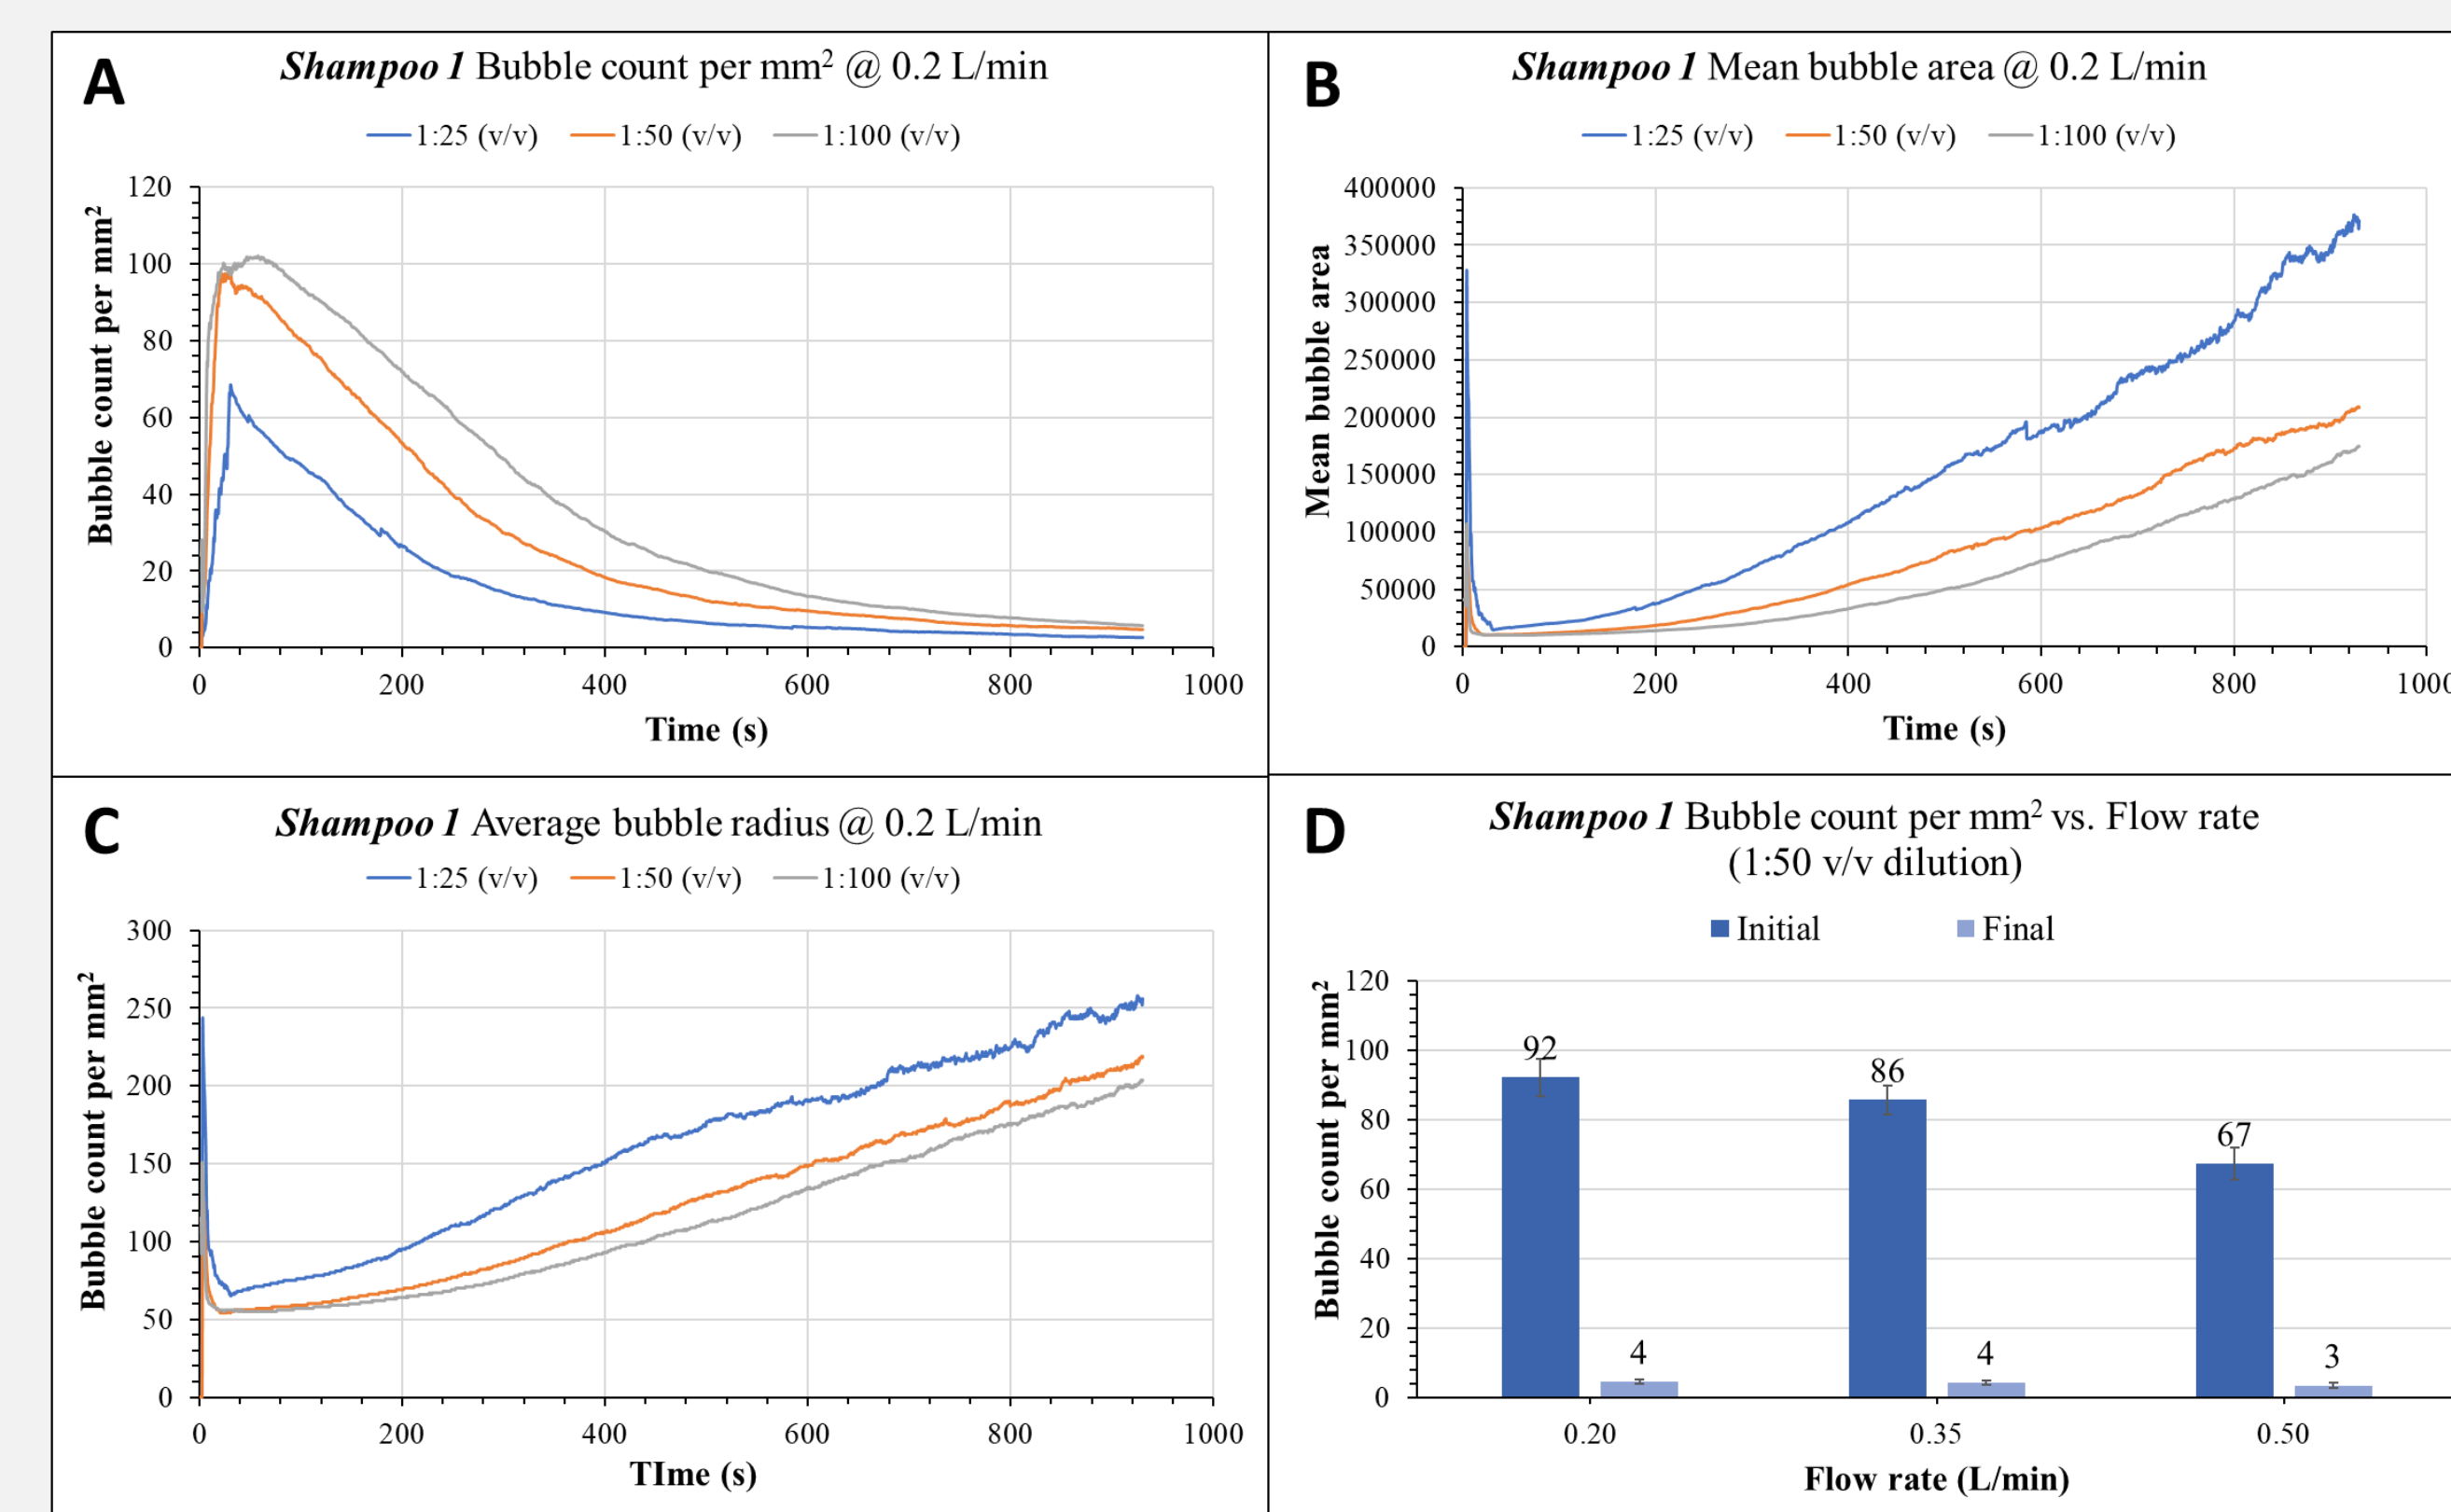 A
Shampoo 1 Bubble count per mm² @ 0.2 L/min
1:25 (v/v) 1:50 (v/v) 1:100 (v/v)
Bubble count per mm²
120
100
80
60
40
20
0
0 200 400 600 800 1000
Time (s)
B
Shampoo 1 Mean bubble area @ 0.2 L/min
1:25 (v/v) 1:50 (v/v) 1:100 (v/v)
Mean bubble area
400000
350000
300000
250000
200000
150000
100000
50000
0
0 200 400 600 800 1000
Time (s)
C
Shampoo 1 Average bubble radius @ 0.2 L/min
1:25 (v/v) 1:50 (v/v) 1:100 (v/v)
Bubble count per mm²
300
250
200
150
100
50
0
0 200 400 600 800 1000
TIme (s)
D
Shampoo 1 Bubble count per mm² vs. Flow rate
(1:50 v/v dilution)
Initial Final
Bubble count per mm²
120
100
80
60
40
20
0
92 4 86 4 67 3
0.20 0.35 0.50
Flow rate (L/min)